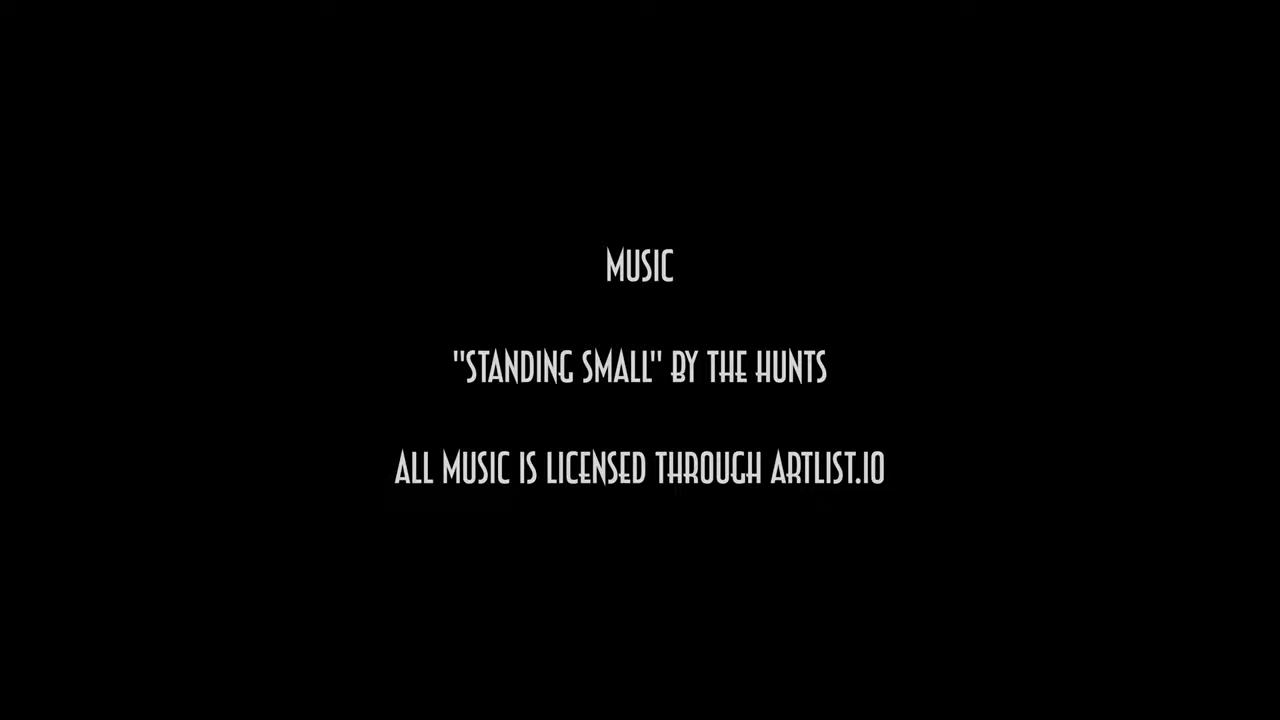 MUSIC
"STANDING SMALL" BY THE HUNTS
ALL MUSIC IS LICENSED THROUGH ARTLIST.IO